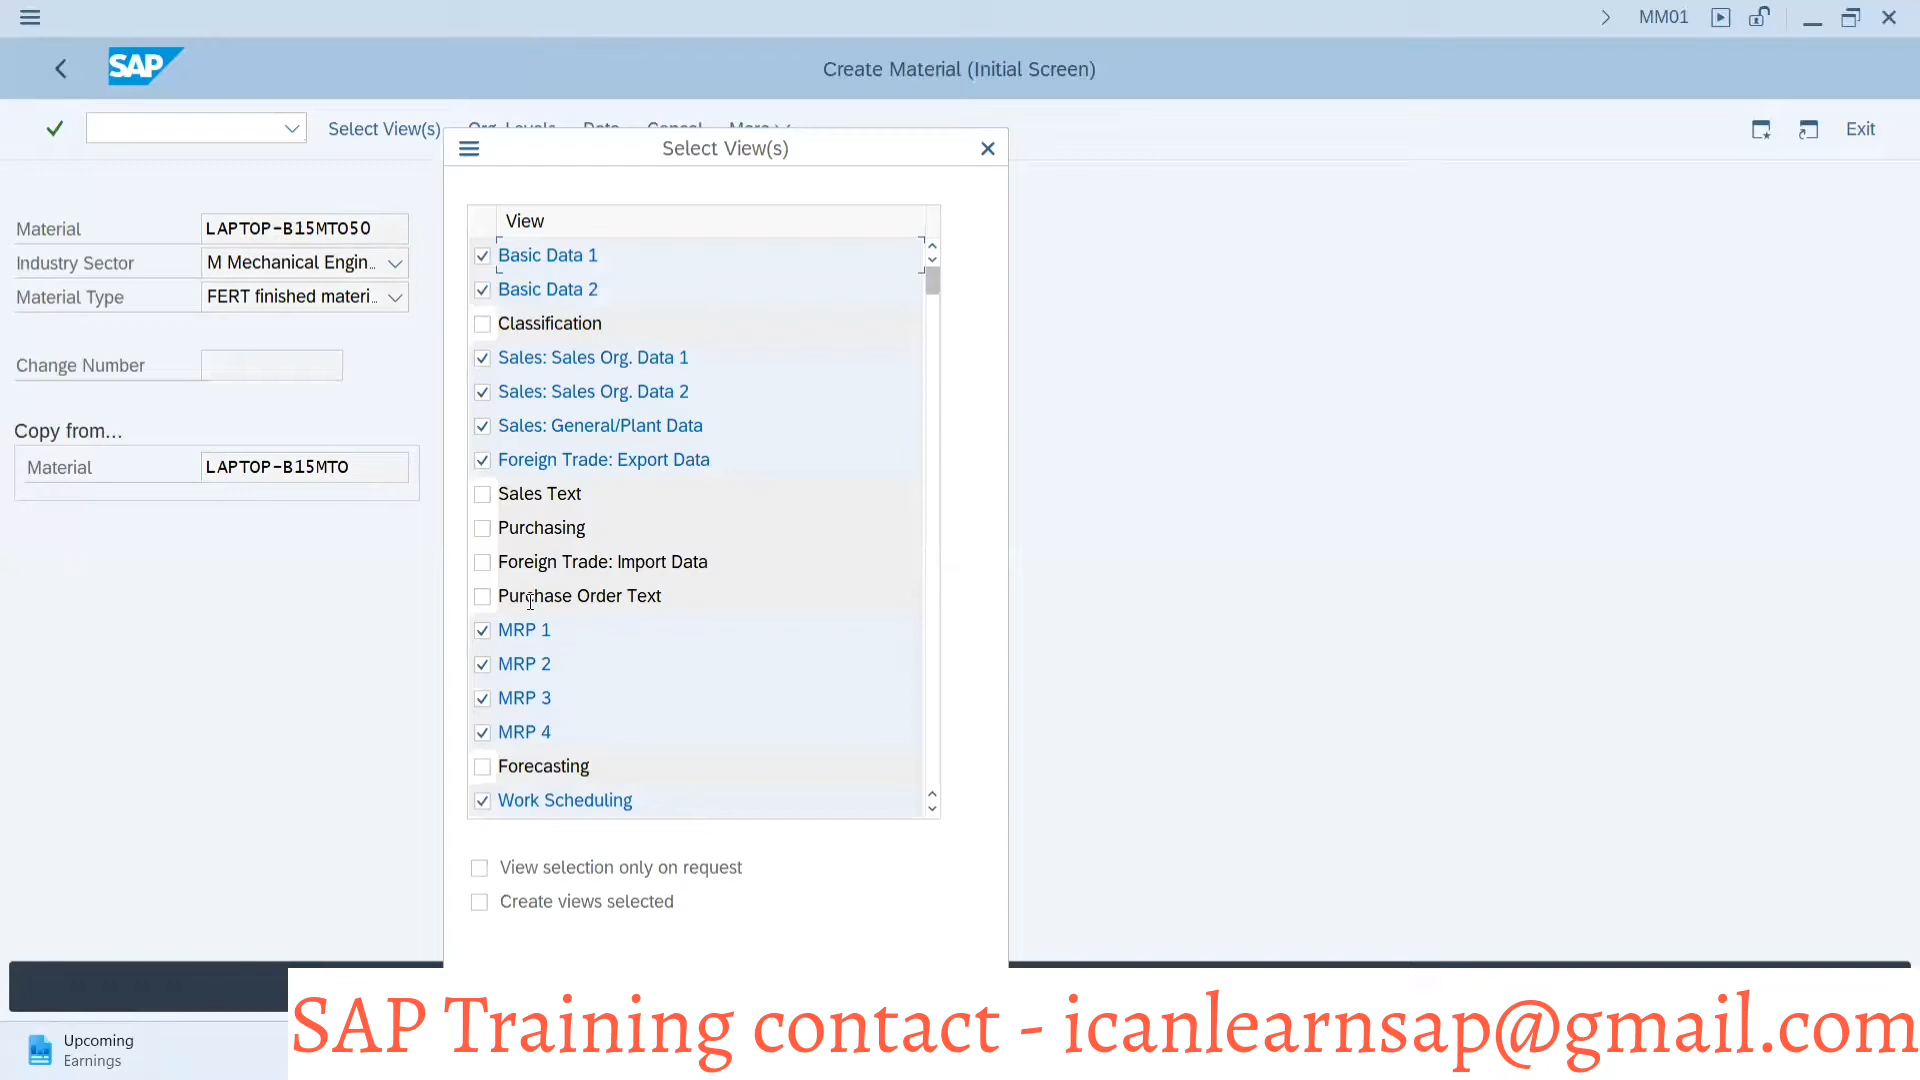 MM01
SAP
Create Material (Initial Screen)
Select View(s)
More
Exit
Select View(s)
View
Material LAPTOP-B15MTO50
Industry Sector M Mechanical Engin...
Material Type FERT finished materi...
Change Number
Copy from...
Material LAPTOP-B15MTO
Basic Data 1
Basic Data 2
Classification
Sales: Sales Org. Data 1
Sales: Sales Org. Data 2
Sales: General/Plant Data
Foreign Trade: Export Data
Sales Text
Purchasing
Foreign Trade: Import Data
Purchase Order Text
MRP 1
MRP 2
MRP 3
MRP 4
Forecasting
Work Scheduling
View selection only on request
Create views selected
Upcoming
Earnings
SAP Training contact - icanlearnsap@gmail.com